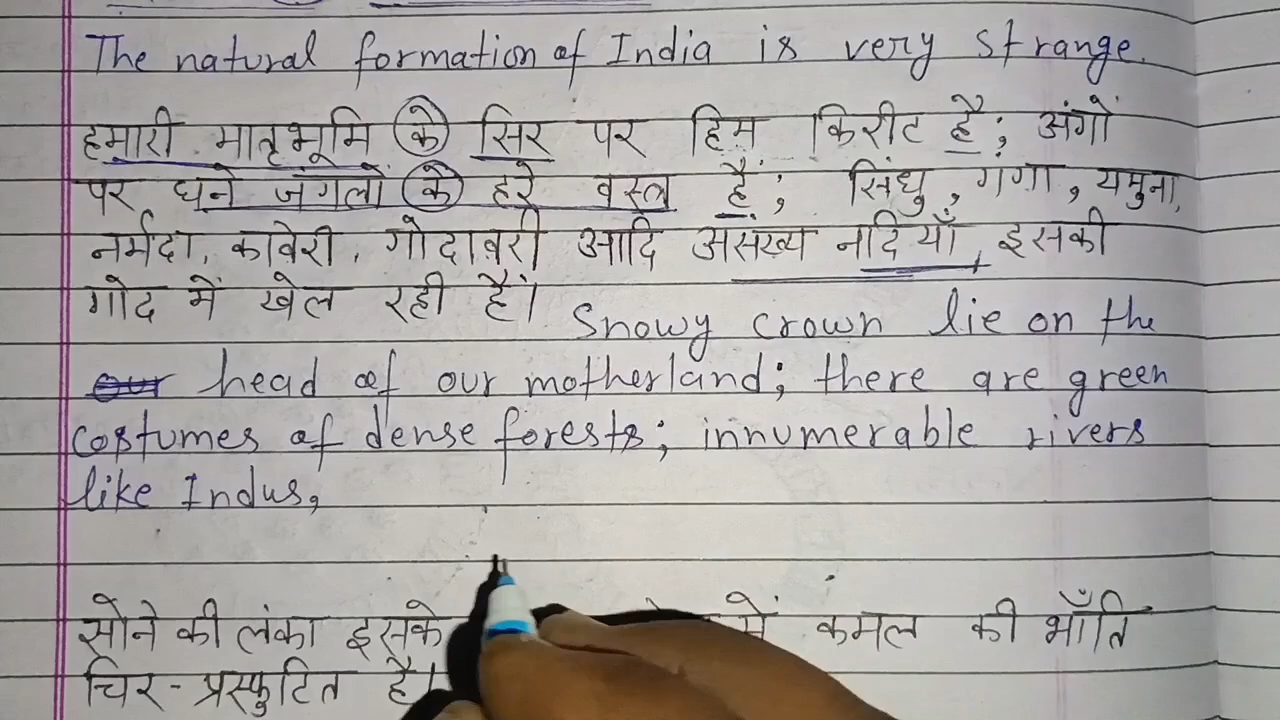 The natural formation of India is very strange.
हमारी मातृभूमि के सिर पर हिम किरीट है; अंगों
पर घने जंगलों के हरे वस्त्र हैं; सिंधु, गंगा, यमुना,
नर्मदा, कावेरी, गोदावरी आदि असंख्य नदियाँ, इसकी
गोद में खेल रही हैं। Snowy crown lie on the
head of our motherland; there are green
costumes of dense forests; innumerable rivers
like Indus,
सोने की लंका इसके में कमल की भाँति
चिर-प्रस्फुटित है।